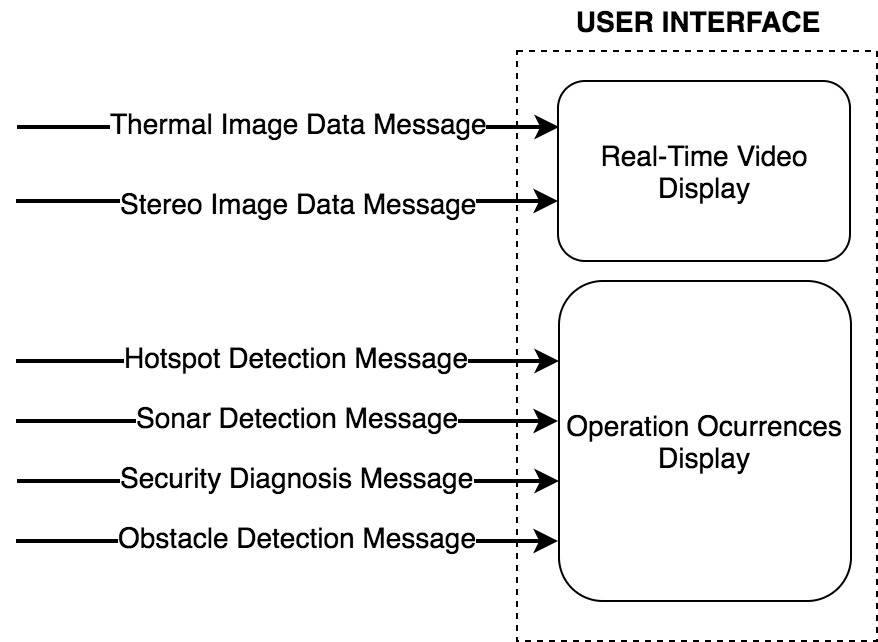 USER INTERFACE
Thermal Image Data Message
Stereo Image Data Message
Real-Time Video
Display
Hotspot Detection Message
Sonar Detection Message
Security Diagnosis Message
Obstacle Detection Message
Operation Ocurrences
Display